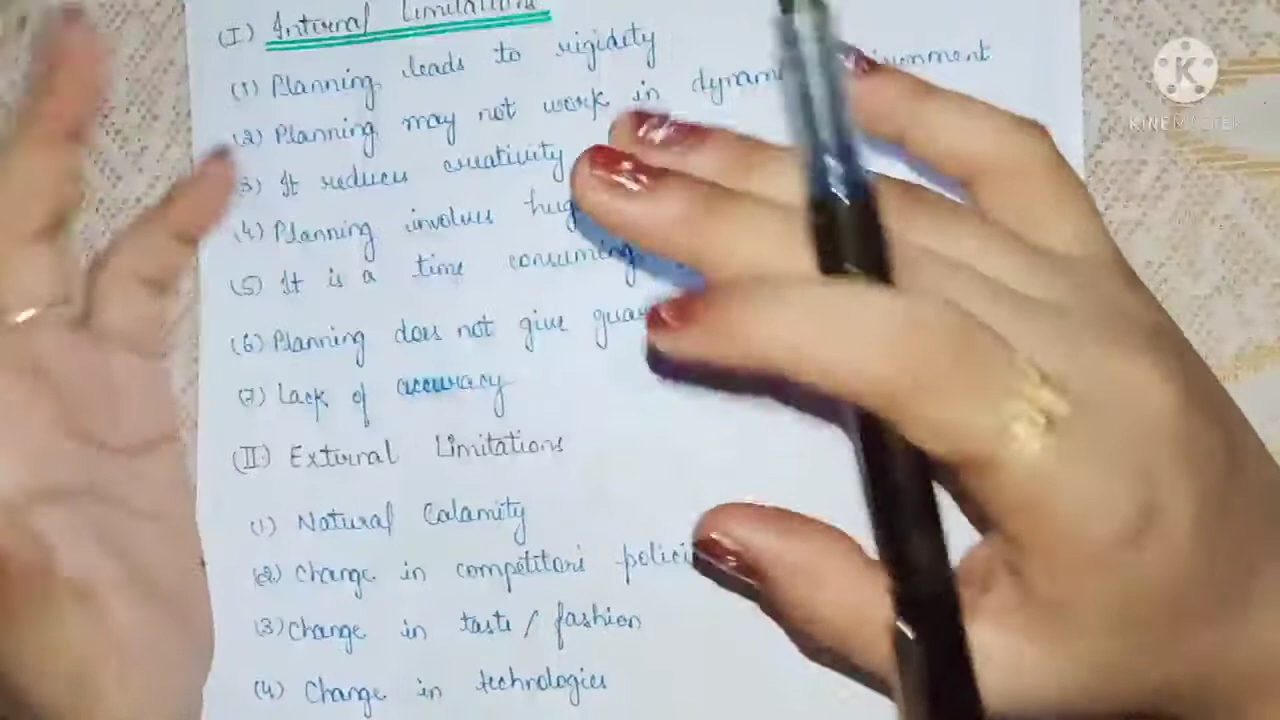 (I) Internal Limitations
(1) Planning leads to rigidity
(2) Planning may not work in
(3) It reduces creativity
(4) Planning involves
(5) It is a time consuming
(6) Planning does not give
(7) Lack of accuracy
(II) External Limitations
(1) Natural Calamity
(2) Change in competitors
(3) Change in taste / fashion
(4) Change in technologies
K
KINEMASTER